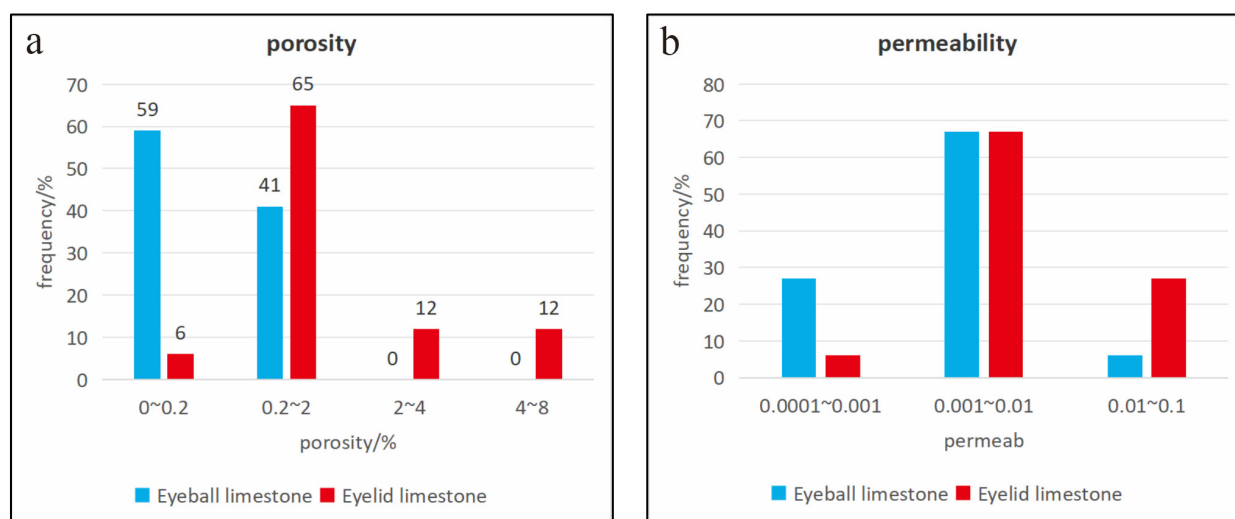 a
porosity
70
60
50
40
30
20
10
0
frequency/%
59
6
41
65
0
12
0
12
0~0.2 0.2~2 2~4 4~8
porosity/%
Eyeball limestone Eyelid limestone
b
permeability
80
70
60
50
40
30
20
10
0
frequency/%
0.0001~0.001 0.001~0.01 0.01~0.1
permeab
Eyeball limestone Eyelid limestone